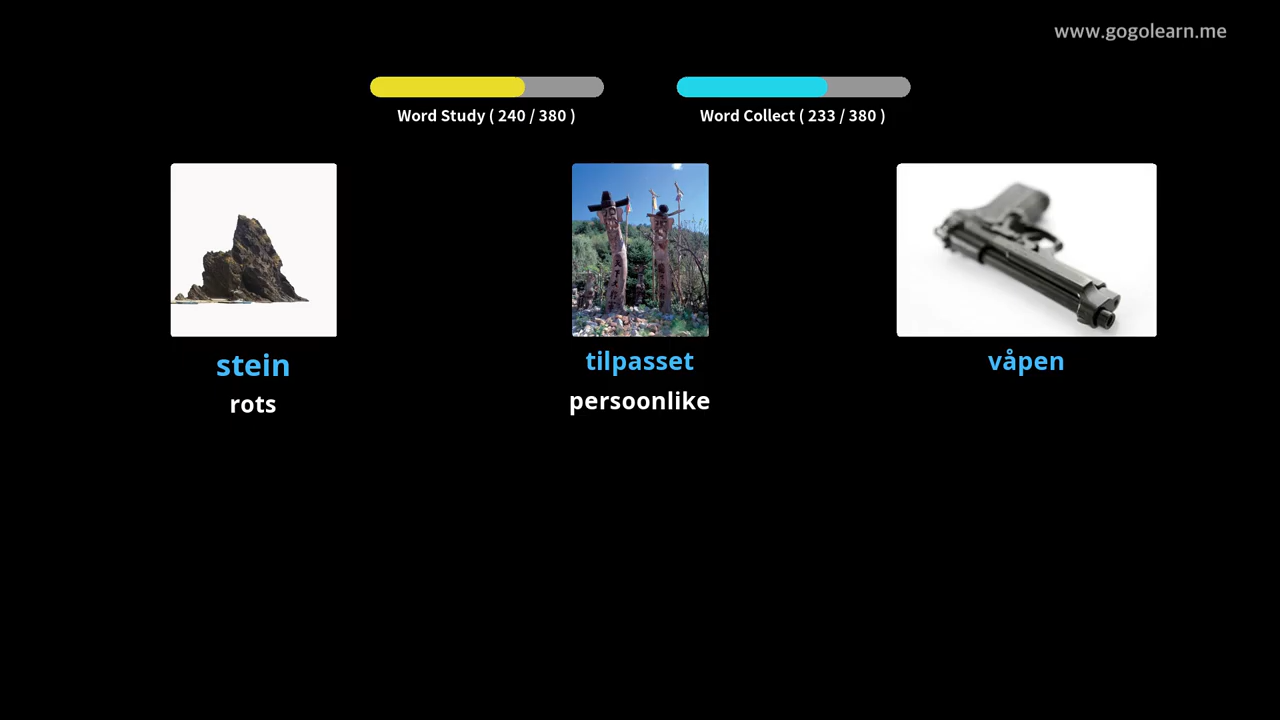 www.gogolearn.me
Word Study ( 240 / 380 )
Word Collect ( 233 / 380 )
stein
rots
tilpasset
persoonlike
våpen